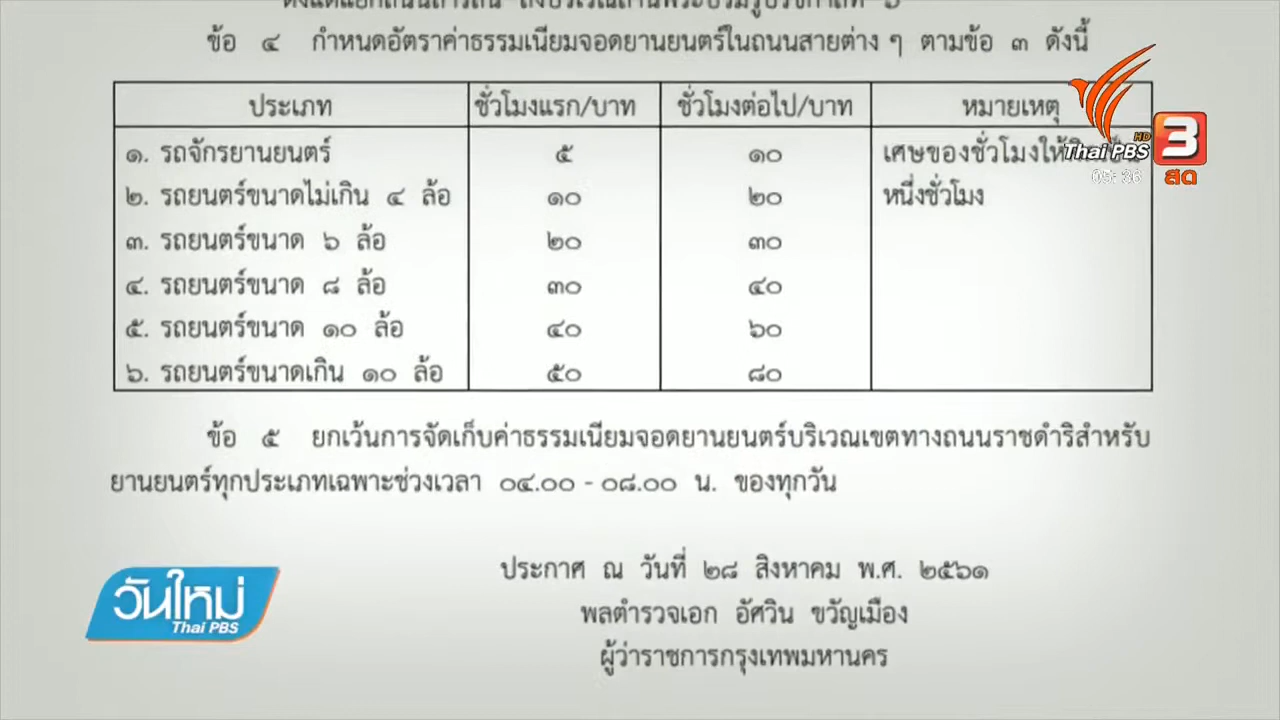 ข้อ ๔ กำหนดอัตราค่าธรรมเนียมจอดยานยนตร์ในถนนสายต่าง ๆ ตามข้อ ๓ ดังนี้
ประเภท ชั่วโมงแรก/บาท ชั่วโมงต่อไป/บาท หมายเหตุ
๑. รถจักรยานยนตร์ ๕ ๑๐ เศษของชั่วโมงให้
๒. รถยนตร์ขนาดไม่เกิน ๔ ล้อ ๑๐ ๒๐ หนึ่งชั่วโมง
๓. รถยนตร์ขนาด ๖ ล้อ ๒๐ ๓๐
๔. รถยนตร์ขนาด ๘ ล้อ ๓๐ ๔๐
๕. รถยนตร์ขนาด ๑๐ ล้อ ๔๐ ๖๐
๖. รถยนตร์ขนาดเกิน ๑๐ ล้อ ๕๐ ๘๐
HD
Thai PBS 3
05:36 สด
ข้อ ๕ ยกเว้นการจัดเก็บค่าธรรมเนียมจอดยานยนตร์บริเวณเขตทางถนนราชดำริสำหรับ
ยานยนตร์ทุกประเภทเฉพาะช่วงเวลา ๐๔.๐๐ - ๐๘.๐๐ น. ของทุกวัน
ประกาศ ณ วันที่ ๒๘ สิงหาคม พ.ศ. ๒๕๖๑
พลตำรวจเอก อัศวิน ขวัญเมือง
ผู้ว่าราชการกรุงเทพมหานคร
วันใหม่
Thai PBS